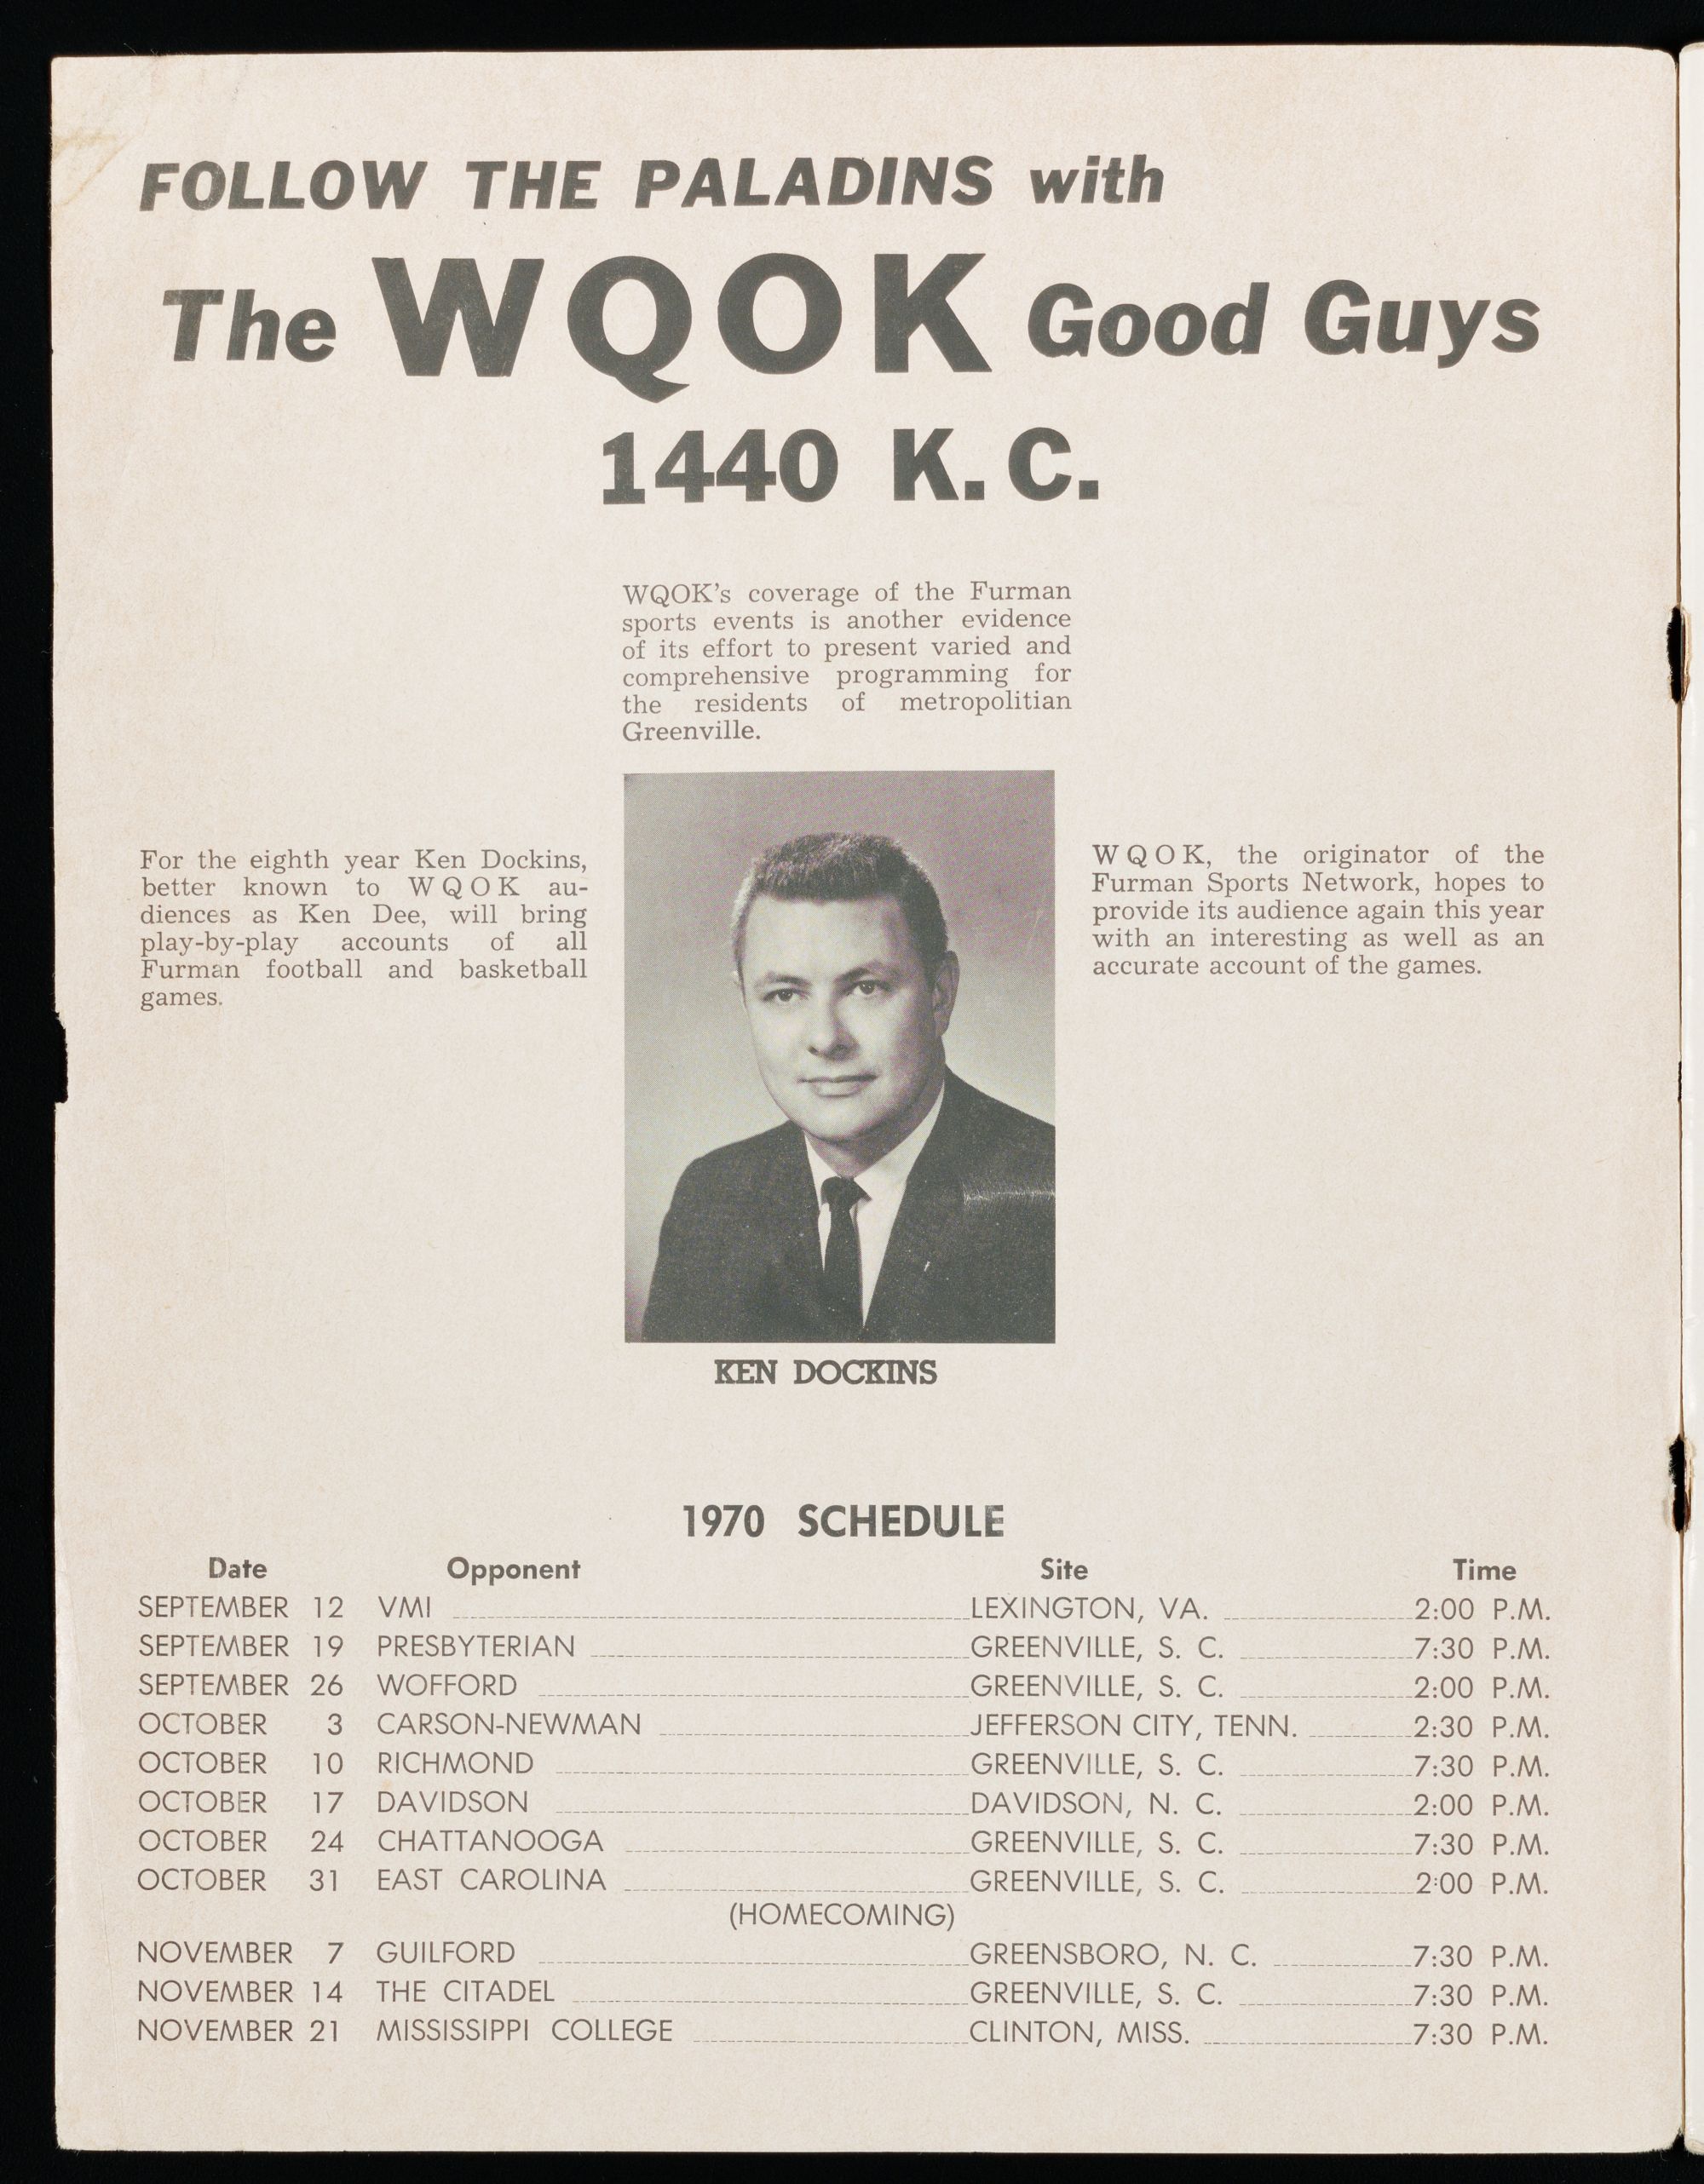 FOLLOW THE PALADINS with
The WQOK Good Guys
1440 K.C.
WQOK's coverage of the Furman
sports events is another evidence
of its effort to present varied and
comprehensive programming for
the residents of metropolitian
Greenville.
For the eighth year Ken Dockins,
better known to WQOK au-
diences as Ken Dee, will bring
play-by-play accounts of all
Furman football and basketball
games.
WQOK, the originator of the
Furman Sports Network, hopes to
provide its audience again this year
with an interesting as well as an
accurate account of the games.
KEN DOCKINS
1970 SCHEDULE
Date Opponent Site Time
SEPTEMBER 12 VMI LEXINGTON, VA. 2:00 P.M.
SEPTEMBER 19 PRESBYTERIAN GREENVILLE, S. C. 7:30 P.M.
SEPTEMBER 26 WOFFORD GREENVILLE, S. C. 2:00 P.M.
OCTOBER 3 CARSON-NEWMAN JEFFERSON CITY, TENN. 2:30 P.M.
OCTOBER 10 RICHMOND GREENVILLE, S. C. 7:30 P.M.
OCTOBER 17 DAVIDSON DAVIDSON, N. C. 2:00 P.M.
OCTOBER 24 CHATTANOOGA GREENVILLE, S. C. 7:30 P.M.
OCTOBER 31 EAST CAROLINA GREENVILLE, S. C. 2:00 P.M.
(HOMECOMING)
NOVEMBER 7 GUILFORD GREENSBORO, N. C. 7:30 P.M.
NOVEMBER 14 THE CITADEL GREENVILLE, S. C. 7:30 P.M.
NOVEMBER 21 MISSISSIPPI COLLEGE CLINTON, MISS. 7:30 P.M.